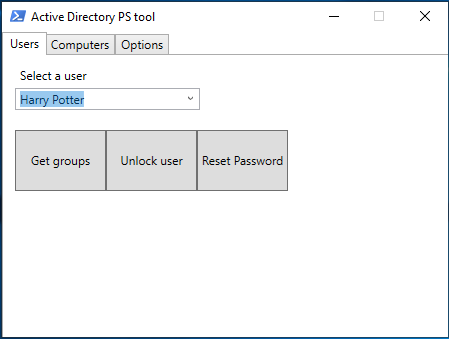 Active Directory PS tool
Users Computers Options
Select a user
Harry Potter
Get groups Unlock user Reset Password